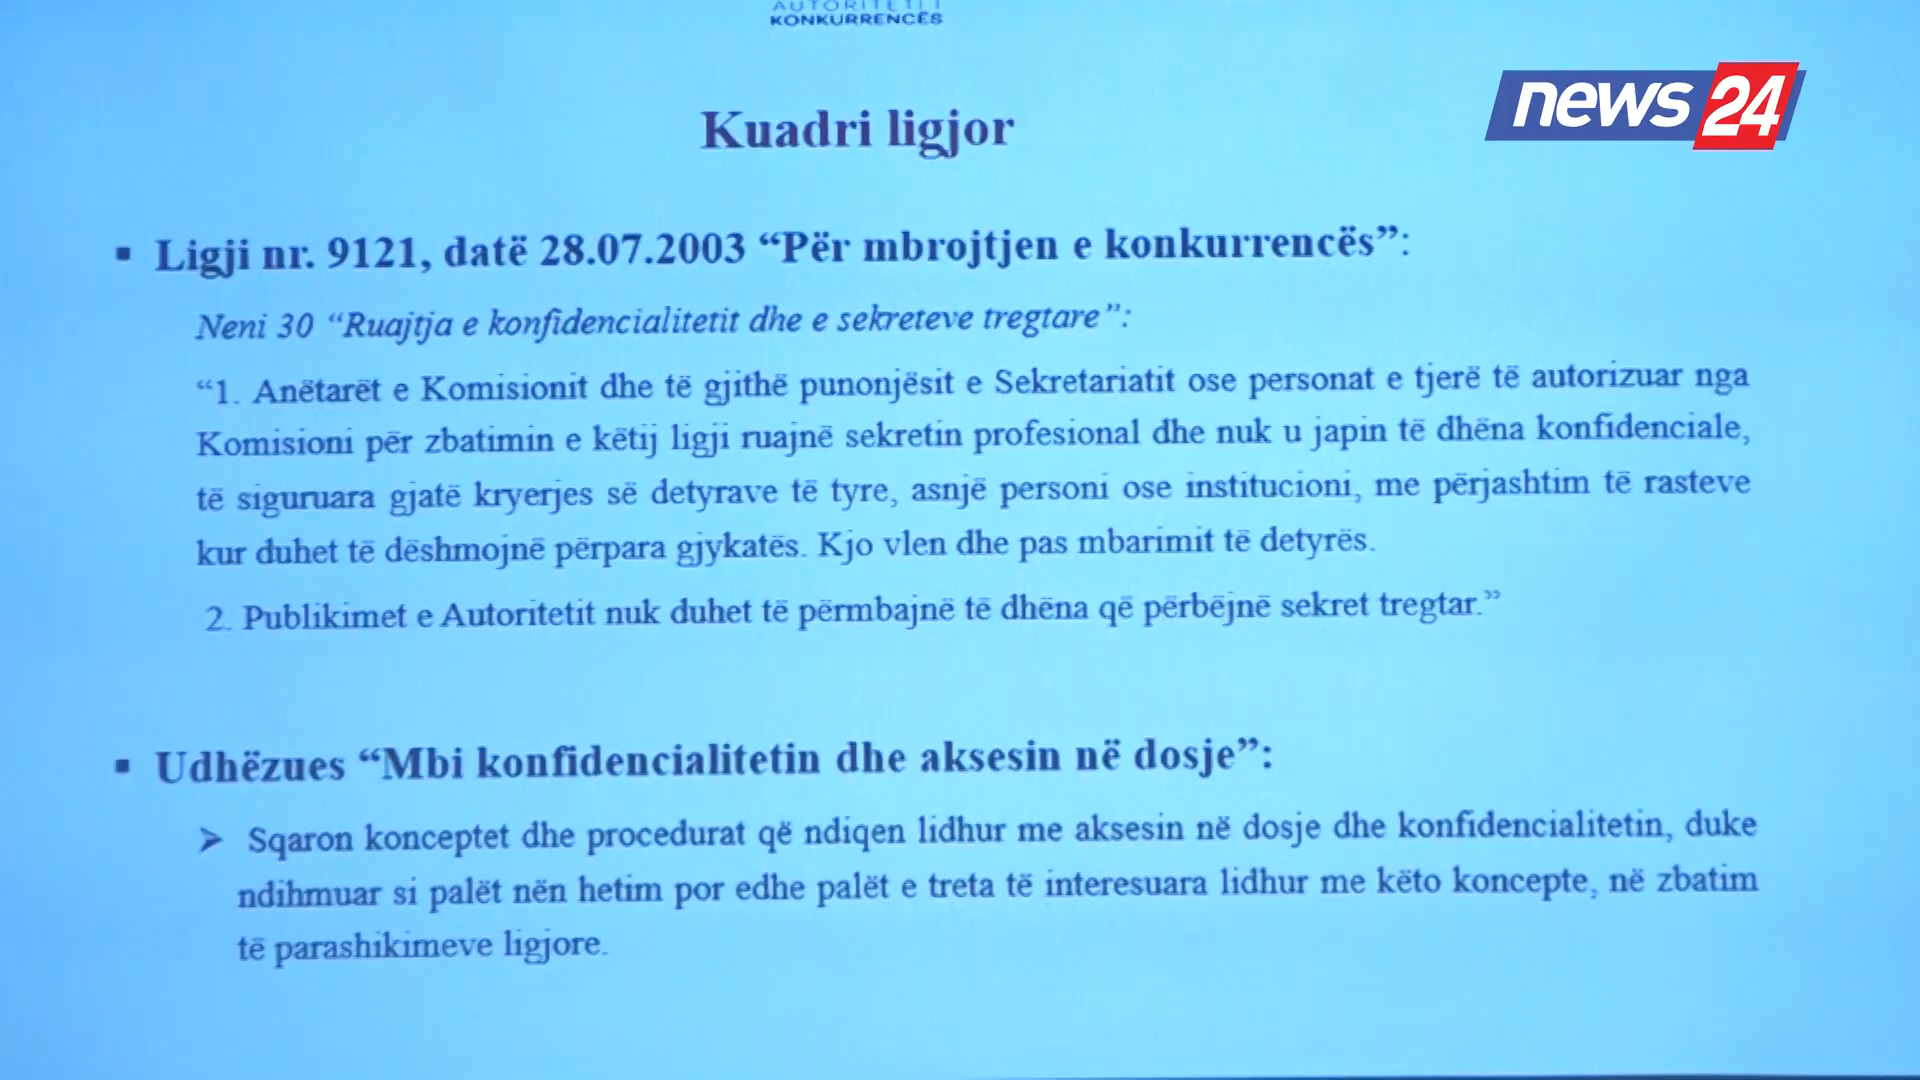 AUTORITETI I
KONKURRENCËS
news 24
Kuadri ligjor
▪ Ligji nr. 9121, datë 28.07.2003 “Për mbrojtjen e konkurrencës”:
Neni 30 “Ruajtja e konfidencialitetit dhe e sekreteve tregtare”:
“1. Anëtarët e Komisionit dhe të gjithë punonjësit e Sekretariatit ose personat e tjerë të autorizuar nga
Komisioni për zbatimin e këtij ligji ruajnë sekretin profesional dhe nuk u japin të dhëna konfidenciale,
të siguruara gjatë kryerjes së detyrave të tyre, asnjë personi ose institucioni, me përjashtim të rasteve
kur duhet të dëshmojnë përpara gjykatës. Kjo vlen dhe pas mbarimit të detyrës.
2. Publikimet e Autoritetit nuk duhet të përmbajnë të dhëna që përbëjnë sekret tregtar.”
▪ Udhëzues “Mbi konfidencialitetin dhe aksesin në dosje”:
➢ Sqaron konceptet dhe procedurat që ndiqen lidhur me aksesin në dosje dhe konfidencialitetin, duke
ndihmuar si palët nën hetim por edhe palët e treta të interesuara lidhur me këto koncepte, në zbatim
të parashikimeve ligjore.